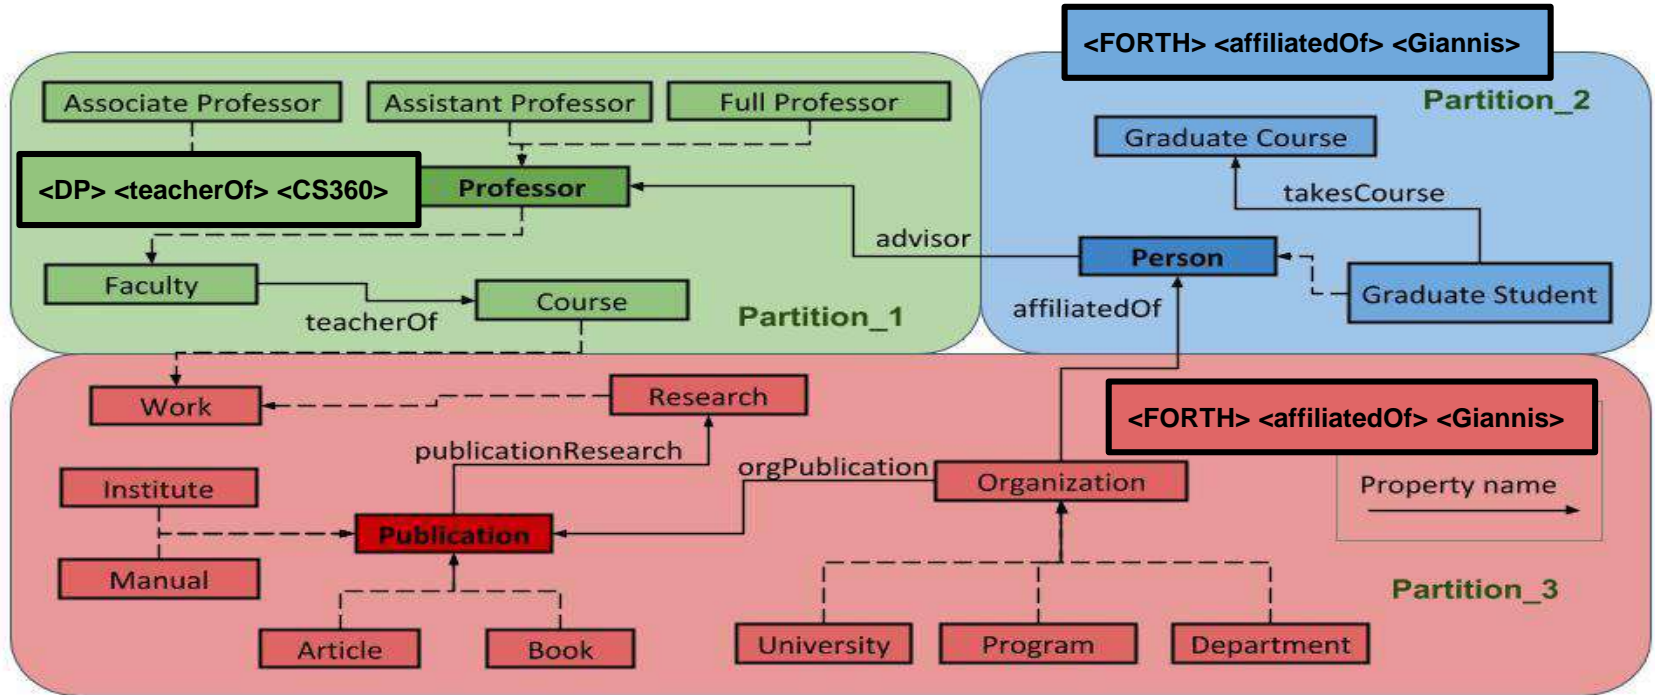 <FORTH> <affiliatedOf> <Giannis>
Associate Professor
Assistant Professor
Full Professor
Partition_2
Graduate Course
<DP> <teacherOf> <CS360>
Professor
takesCourse
advisor
Person
Faculty
Course
teacherOf
Partition_1
affiliatedOf
Graduate Student
Work
Research
<FORTH> <affiliatedOf> <Giannis>
publicationResearch
orgPublication
Institute
Organization
Property name
Publication
Manual
Partition_3
Article
Book
University
Program
Department